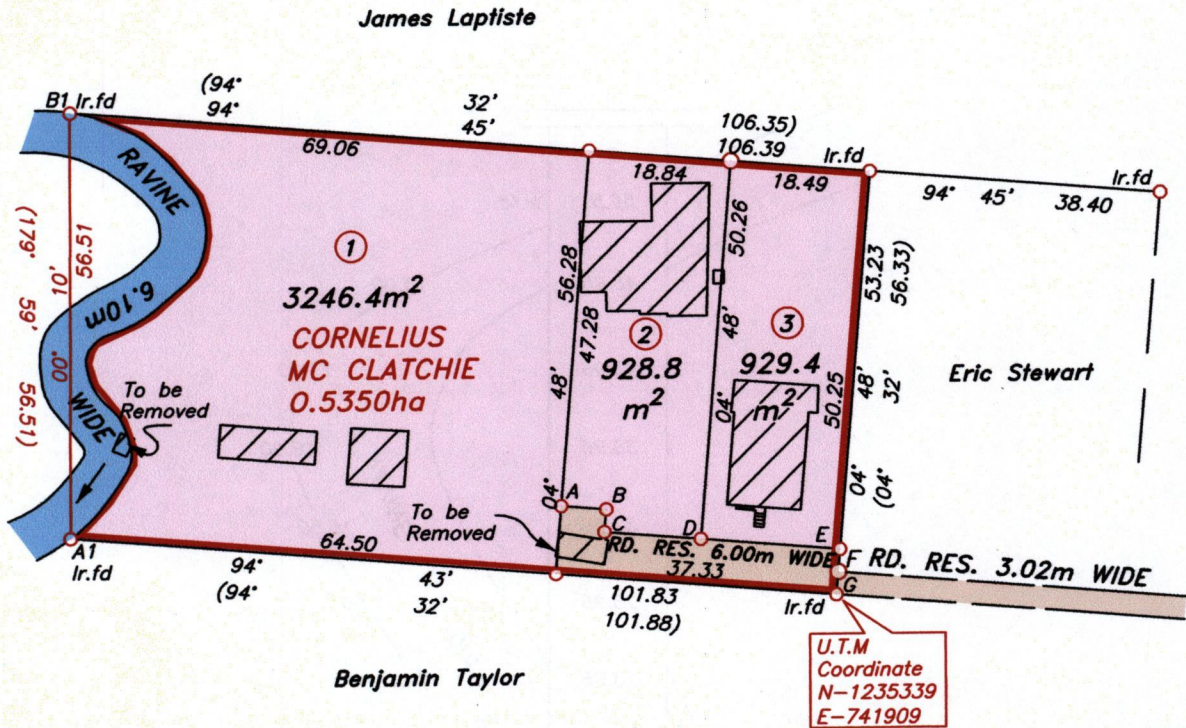 James Laptiste
(94° 32' 106.35)
94° 45' 106.39
B1 Ir.fd
69.06
18.84
18.49
Ir.fd
94° 45' 38.40
Ir.fd
RAVINE
6.10m
WIDE
56.51
10'
.00
(179° 59' 56.51)
1
3246.4m²
CORNELIUS
MC CLATCHIE
0.5350ha
To be
Removed
56.28
47.28
48'
04°
2
928.8
m²
50.26
48'
04°
3
929.4
m²
50.25
53.23
56.33)
48'
32'
04°
(04°
Eric Stewart
A
B
C
D
E
F
G
To be
Removed
RD. RES. 6.00m WIDE
RD. RES. 3.02m WIDE
A1
Ir.fd
64.50
37.33
94° 43' 101.83
(94° 32' 101.88)
Ir.fd
U.T.M
Coordinate
N-1235339
E-741909
Benjamin Taylor